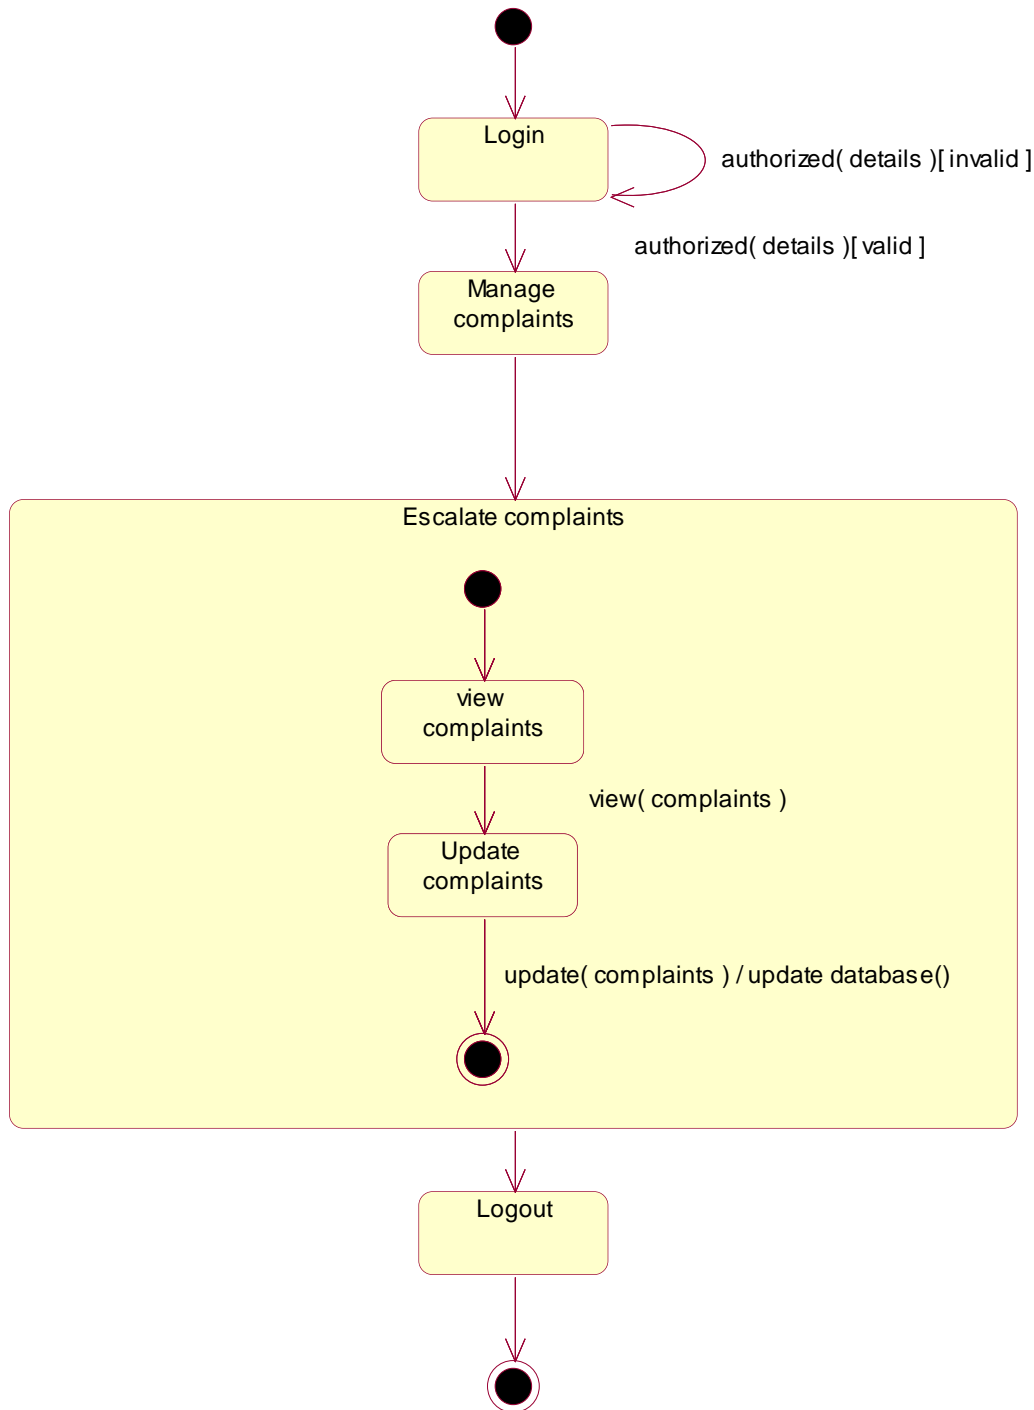 Login
authorized( details )[ invalid ]
authorized( details )[ valid ]
Manage
complaints
Escalate complaints
view
complaints
view( complaints )
Update
complaints
update( complaints ) / update database()
Logout